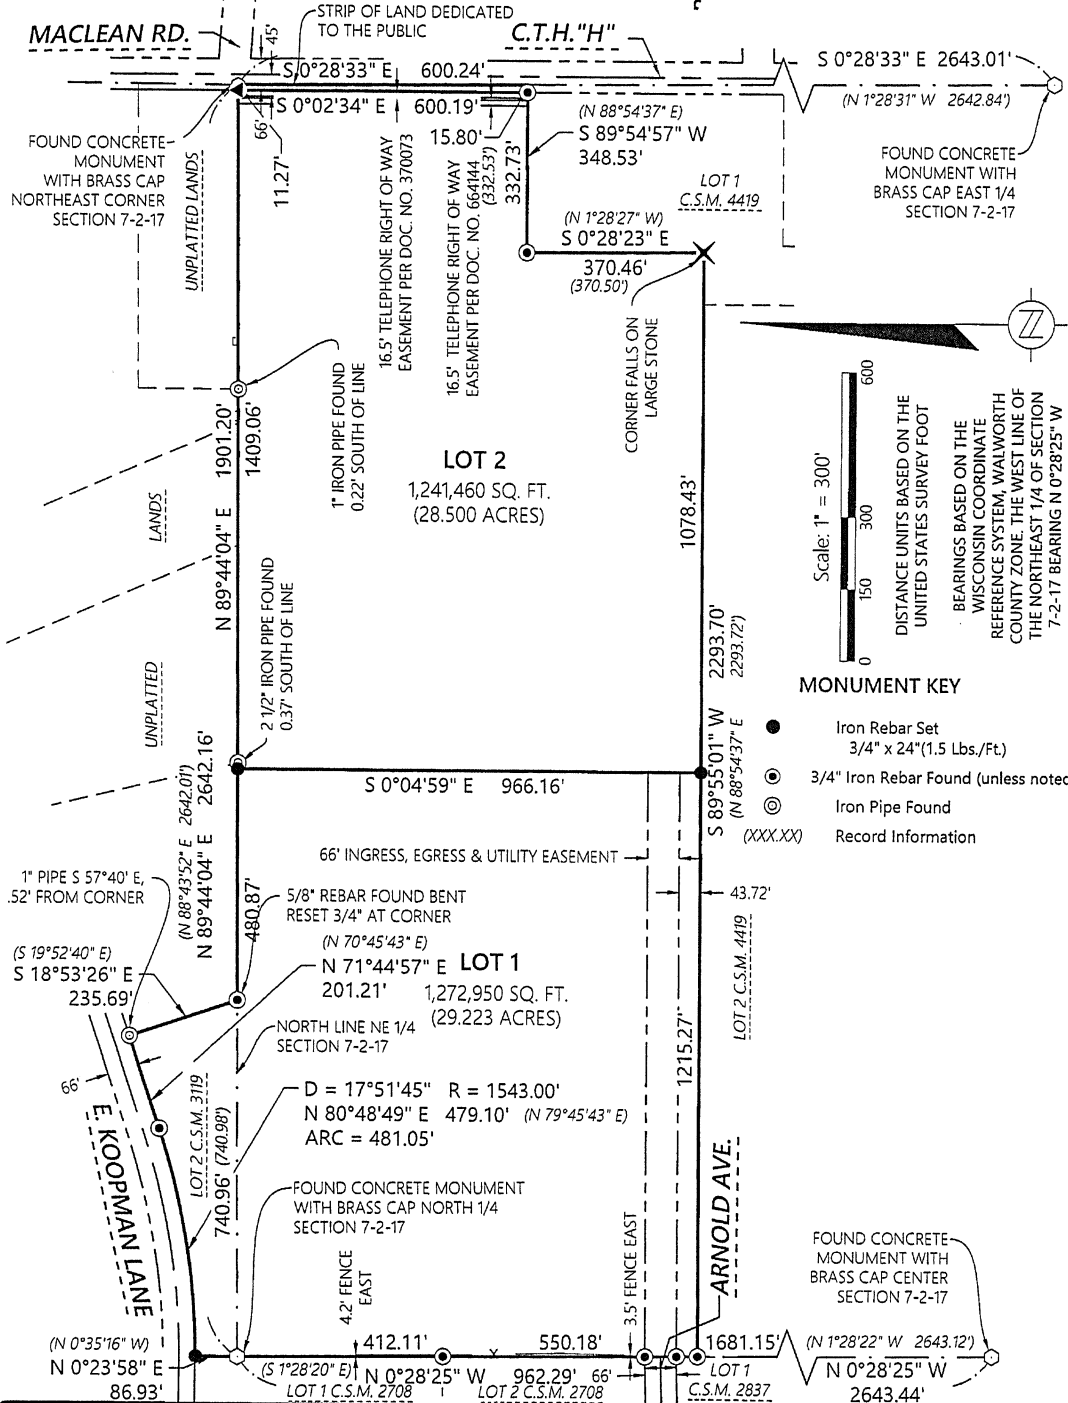 STRIP OF LAND DEDICATED
TO THE PUBLIC
MACLEAN RD.
45'
C.T.H."H"
S 0°28'33" E 600.24'
S 0°28'33" E 2643.01'
(N 1°28'31" W 2642.84')
S 0°02'34" E 600.19'
66'
11.27'
15.80'
(N 88°54'37" E)
S 89°54'57" W
348.53'
332.73'
(332.53')
FOUND CONCRETE
MONUMENT
WITH BRASS CAP
NORTHEAST CORNER
SECTION 7-2-17
UNPLATTED LANDS
16.5' TELEPHONE RIGHT OF WAY
EASEMENT PER DOC. NO. 370073
16.5' TELEPHONE RIGHT OF WAY
EASEMENT PER DOC. NO. 664144
LOT 1
C.S.M. 4419
FOUND CONCRETE
MONUMENT WITH
BRASS CAP EAST 1/4
SECTION 7-2-17
(N 1°28'27" W)
S 0°28'23" E
370.46'
(370.50')
CORNER FALLS ON
LARGE STONE
1" IRON PIPE FOUND
0.22' SOUTH OF LINE
N 89°44'04" E 1901.20'
1409.06'
LOT 2
1,241,460 SQ. FT.
(28.500 ACRES)
1078.43'
Scale: 1" = 300'
0
150
300
600
DISTANCE UNITS BASED ON THE
UNITED STATES SURVEY FOOT
BEARINGS BASED ON THE
WISCONSIN COORDINATE
REFERENCE SYSTEM, WALWORTH
COUNTY ZONE. THE WEST LINE OF
THE NORTHEAST 1/4 OF SECTION
7-2-17 BEARING N 0°28'25" W
LANDS
UNPLATTED
2 1/2" IRON PIPE FOUND
0.37' SOUTH OF LINE
S 89°55'01" W 2293.70'
(N 88°54'37" E 2293.72')
MONUMENT KEY
Iron Rebar Set
3/4" x 24"(1.5 Lbs./Ft.)
3/4" Iron Rebar Found (unless noted
Iron Pipe Found
(XXX.XX) Record Information
S 0°04'59" E 966.16'
N 89°44'04" E 2642.16'
(N 88°43'52" E 2642.01')
66' INGRESS, EGRESS & UTILITY EASEMENT
43.72'
1" PIPE S 57°40' E,
.52' FROM CORNER
480.87'
5/8" REBAR FOUND BENT
RESET 3/4" AT CORNER
(N 70°45'43" E)
N 71°44'57" E
201.21'
LOT 1
1,272,950 SQ. FT.
(29.223 ACRES)
(S 19°52'40" E)
S 18°53'26" E
235.69'
NORTH LINE NE 1/4
SECTION 7-2-17
LOT 2 C.S.M. 4419
1215.27'
66'
E. KOOPMAN LANE
LOT 2 C.S.M. 3119
740.96' (740.98')
D = 17°51'45" R = 1543.00'
N 80°48'49" E 479.10' (N 79°45'43" E)
ARC = 481.05'
FOUND CONCRETE MONUMENT
WITH BRASS CAP NORTH 1/4
SECTION 7-2-17
4.2' FENCE
EAST
3.5' FENCE EAST
ARNOLD AVE.
FOUND CONCRETE
MONUMENT WITH
BRASS CAP CENTER
SECTION 7-2-17
(N 0°35'16" W)
N 0°23'58" E
86.93'
412.11'
550.18'
1681.15'
(N 1°28'22" W 2643.12')
N 0°28'25" W
2643.44'
(S 1°28'20" E)
N 0°28'25" W 962.29'
66'
LOT 1 C.S.M. 2708
LOT 2 C.S.M. 2708
LOT 1
C.S.M. 2837